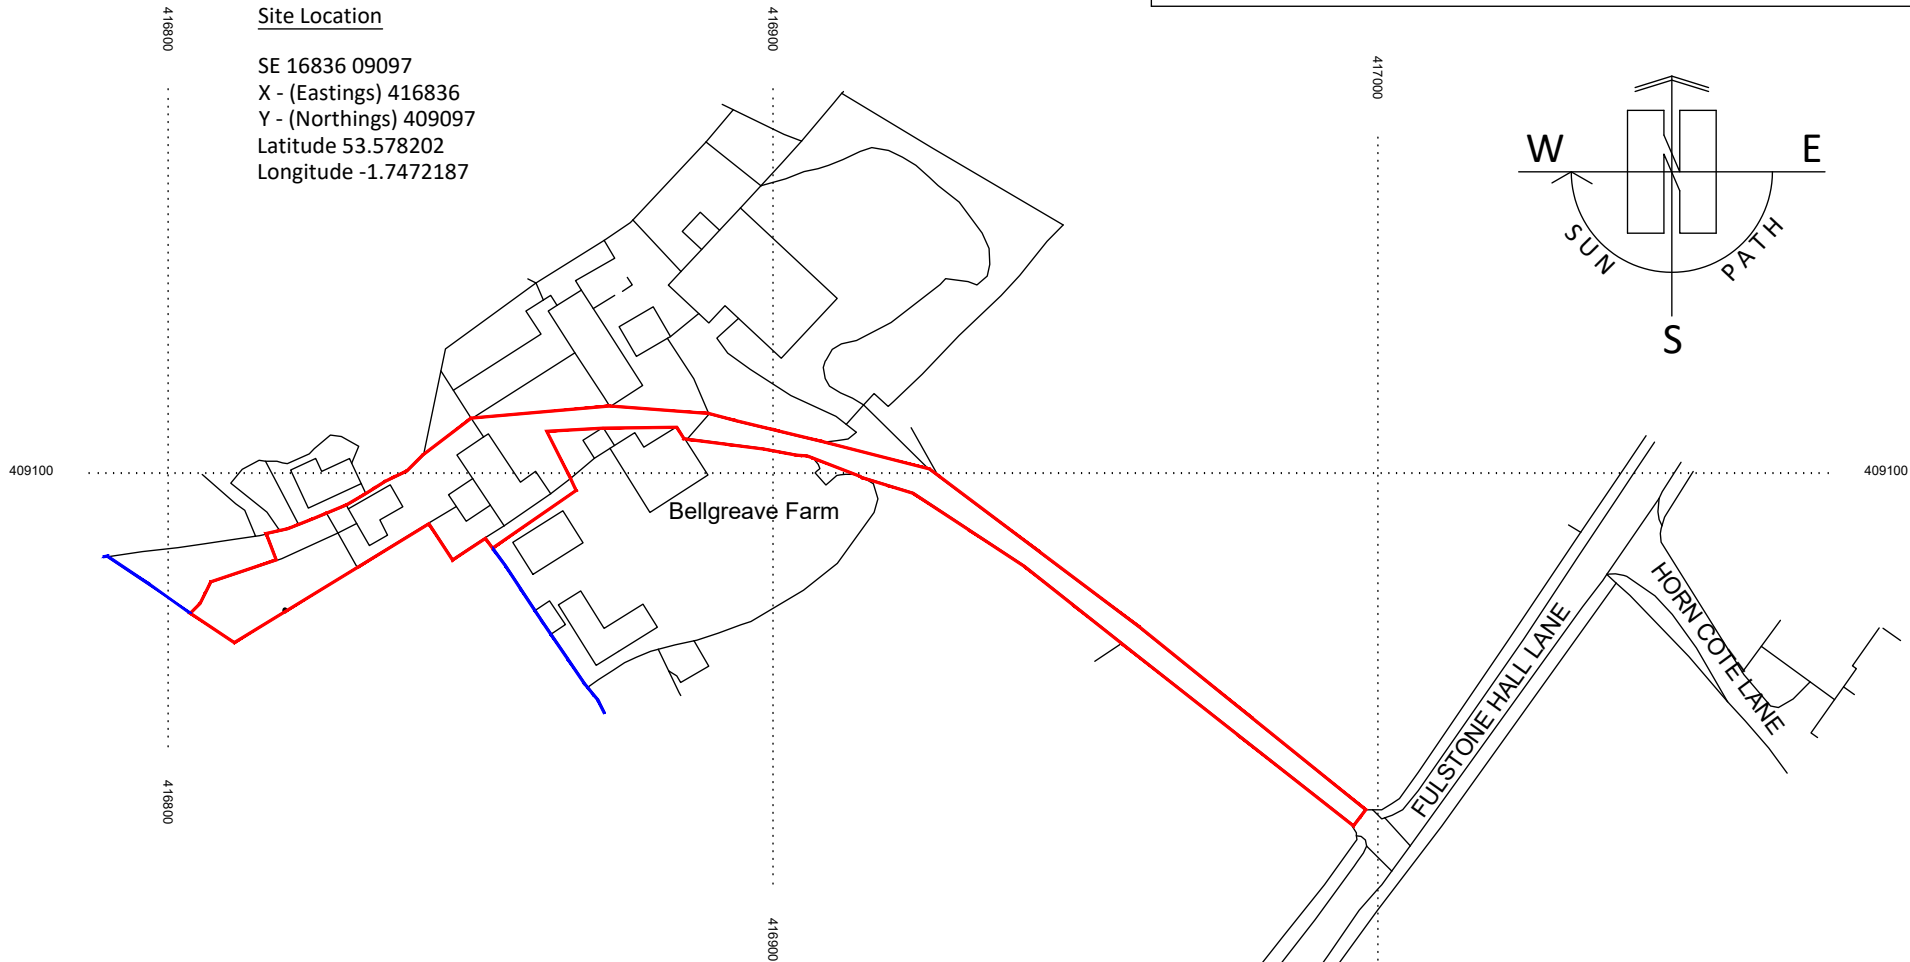 Site Location
SE 16836 09097
X - (Eastings) 416836
Y - (Northings) 409097
Latitude 53.578202
Longitude -1.7472187
416800
416900
417000
W
N
E
SUN
PATH
S
409100
409100
Bellgreave Farm
FULSTONE HALL LANE
HORN COTE LANE
416800
416900